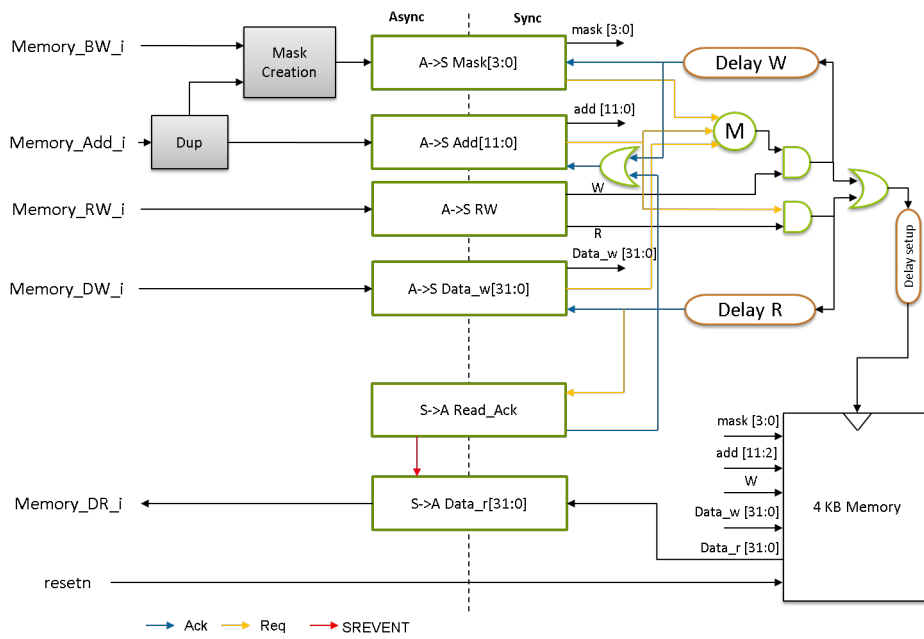 Async
Sync
Memory_BW_i
Mask
Creation
A->S Mask[3:0]
mask [3:0]
Delay W
Memory_Add_i
Dup
A->S Add[11:0]
add [11:0]
M
Memory_RW_i
A->S RW
W
R
Delay setup
Memory_DW_i
A->S Data_w[31:0]
Data_w [31:0]
Delay R
S->A Read_Ack
mask [3:0]
add [11:2]
W
Data_w [31:0]
Data_r [31:0]
4 KB Memory
Memory_DR_i
S->A Data_r[31:0]
resetn
Ack
Req
SREVENT